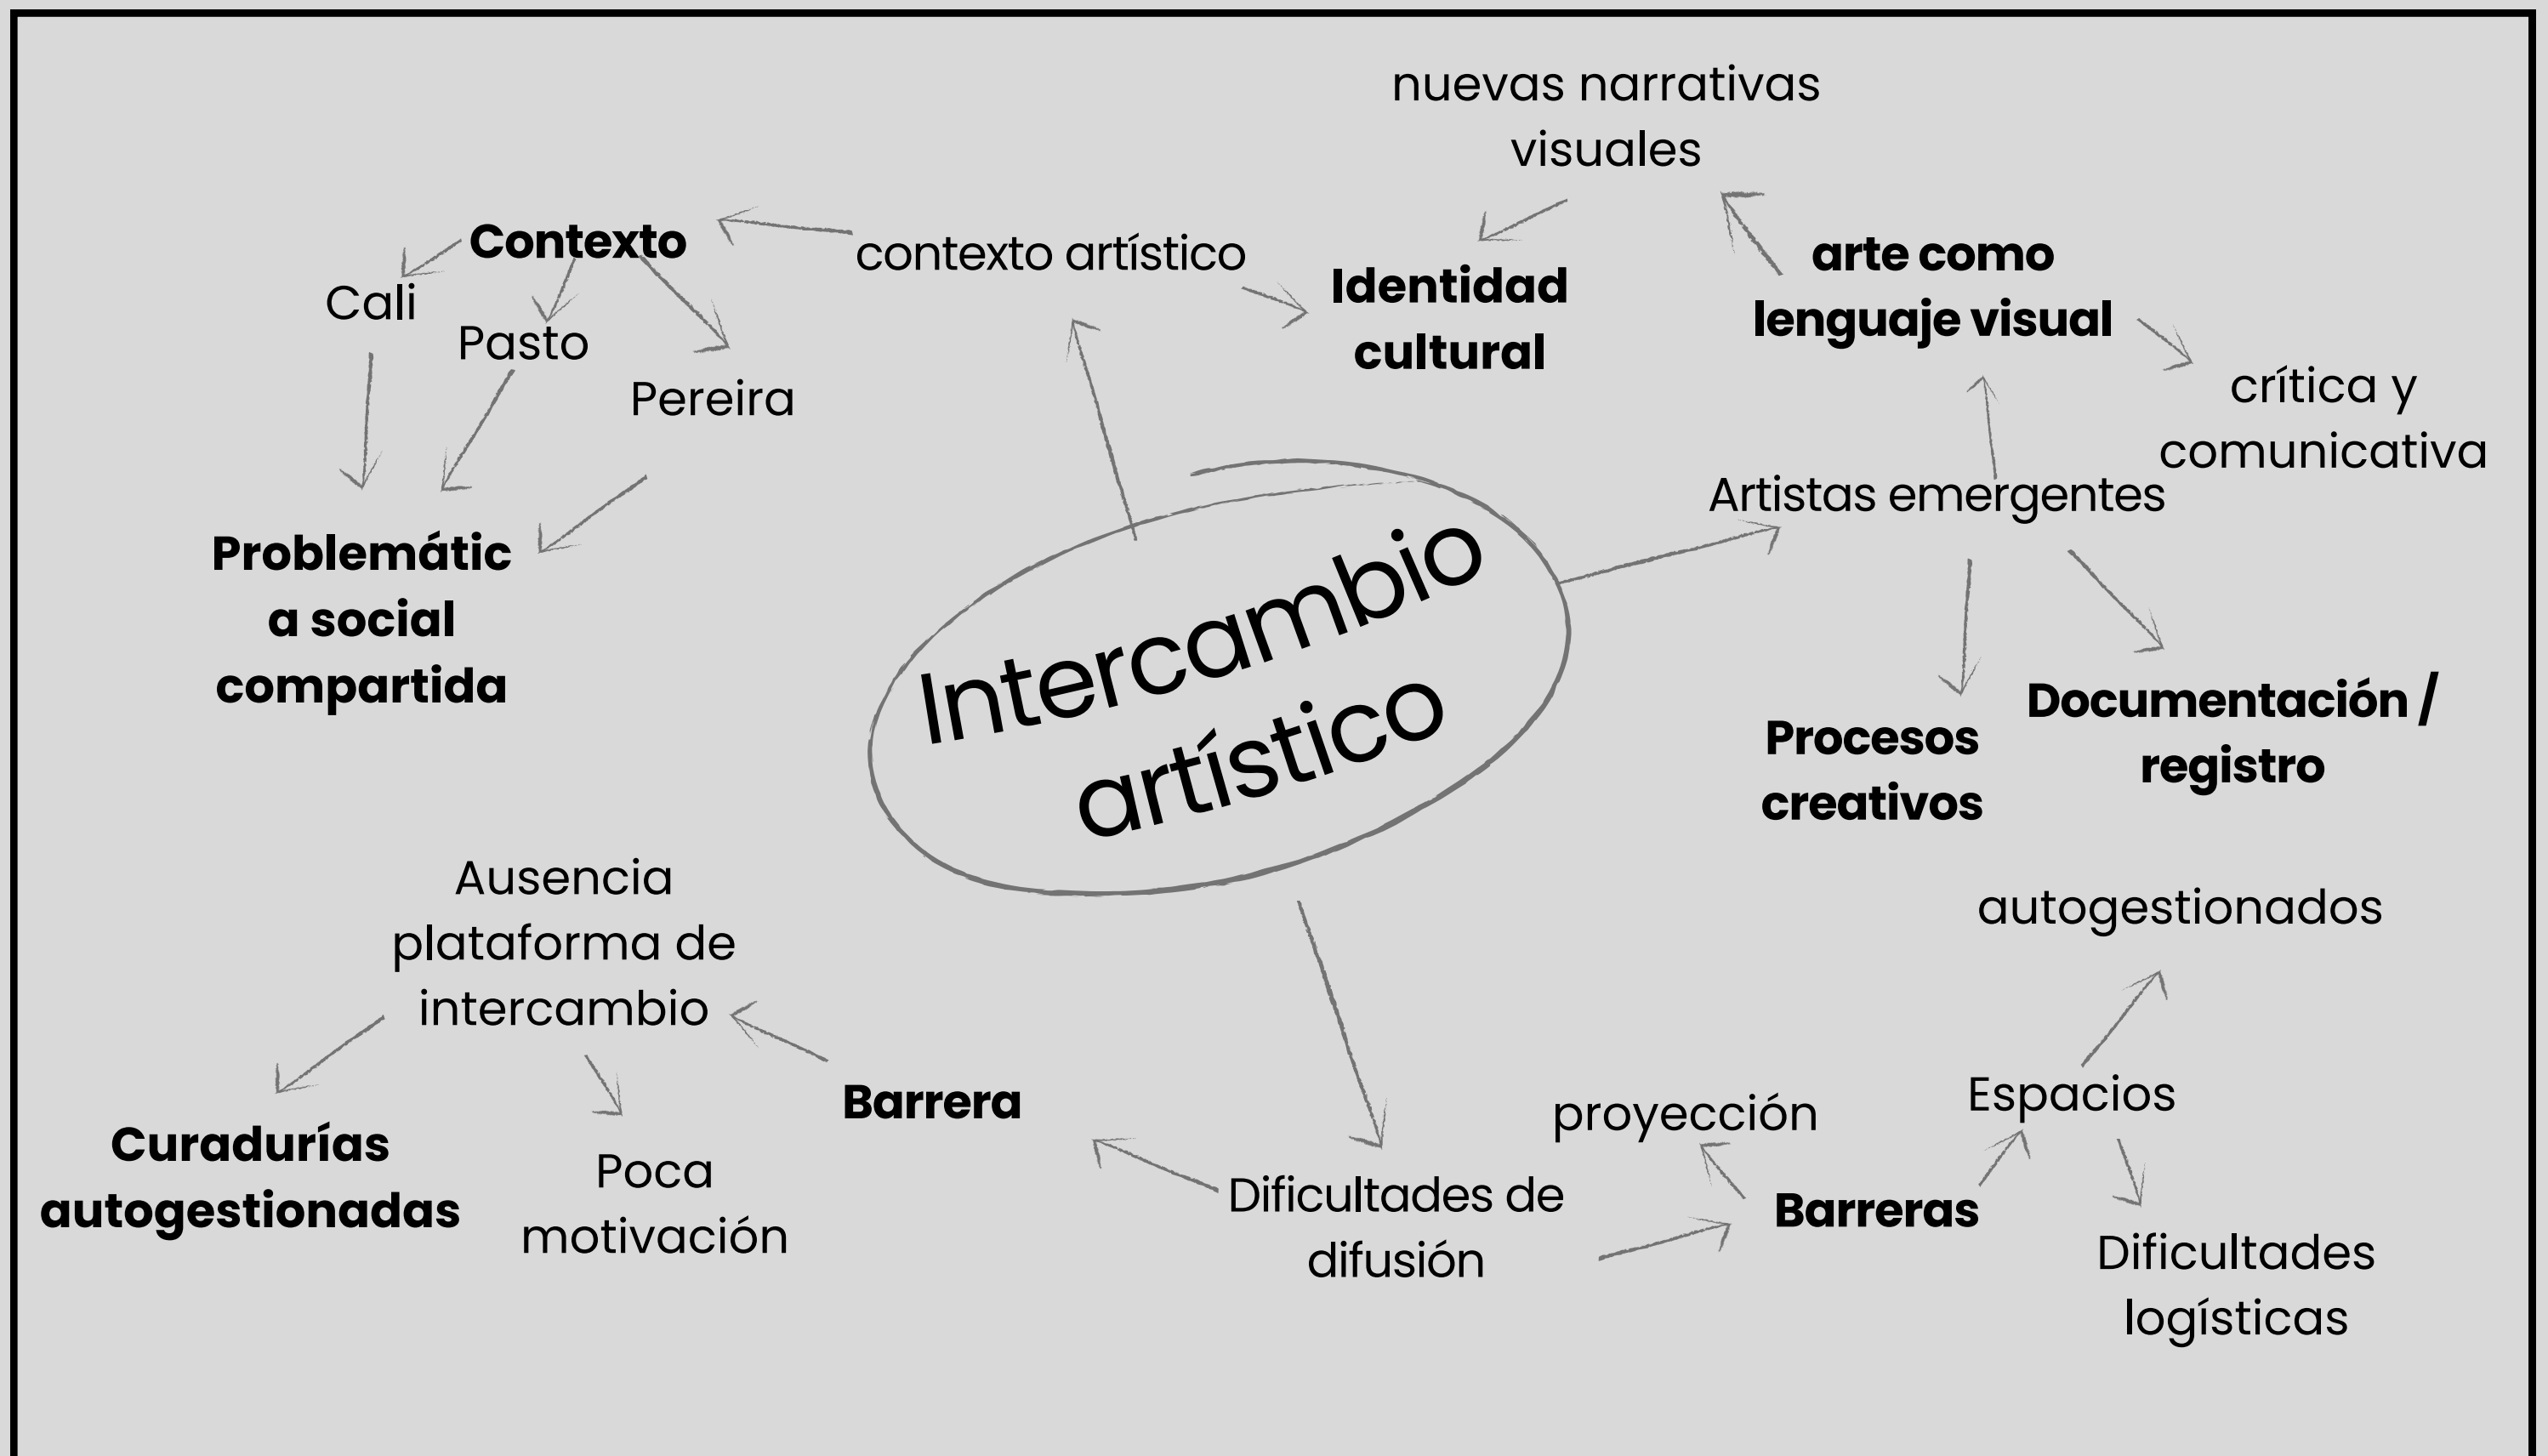 nuevas narrativas
visuales
Contexto
contexto artístico
Identidad
cultural
arte como
lenguaje visual
Cali
Pasto
Pereira
crítica y
comunicativa
Artistas emergentes
Problemátic
a social
compartida
Intercambio
artístico
Procesos
creativos
Documentación /
registro
Ausencia
plataforma de
intercambio
autogestionados
Barrera
proyección
Espacios
Curadurías
autogestionadas
Poca
motivación
Dificultades de
difusión
Barreras
Dificultades
logísticas